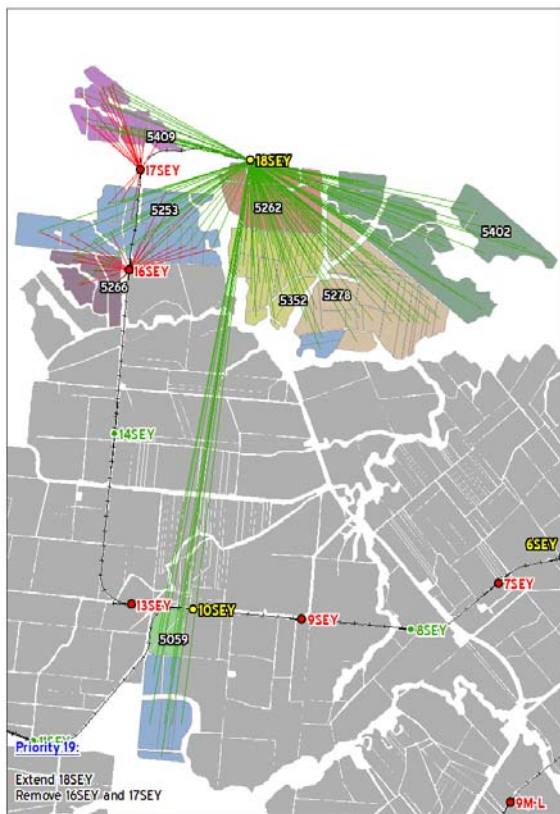 5409
18SEY
17SEY
5253
5262
5402
16SEY
5266
5352
5278
14SEY
6SEY
7SEY
13SEY
10SEY
9SEY
8SEY
5059
Priority 19:
Extend 18SEY
Remove 16SEY and 17SEY
9M-L